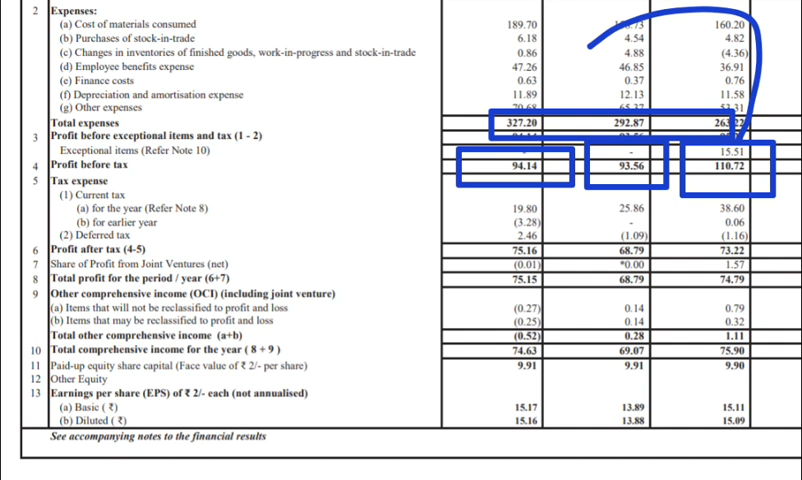 2 Expenses:
(a) Cost of materials consumed 189.70 160.20
(b) Purchases of stock-in-trade 6.18 4.54 4.82
(c) Changes in inventories of finished goods, work-in-progress and stock-in-trade 0.86 4.88 (4.36)
(d) Employee benefits expense 47.26 46.85 36.91
(e) Finance costs 0.63 0.37 0.76
(f) Depreciation and amortisation expense 11.89 12.13 11.58
(g) Other expenses 70.68 65.37 53.31
Total expenses 327.20 292.87
3 Profit before exceptional items and tax (1 - 2)
Exceptional items (Refer Note 10) - - 15.51
4 Profit before tax 94.14 93.56 110.72
5 Tax expense
(1) Current tax
(a) for the year (Refer Note 8) 19.80 25.86 38.60
(b) for earlier year (3.28) - 0.06
(2) Deferred tax 2.46 (1.09) (1.16)
6 Profit after tax (4-5) 75.16 68.79 73.22
7 Share of Profit from Joint Ventures (net) (0.01) *0.00 1.57
8 Total profit for the period / year (6+7) 75.15 68.79 74.79
9 Other comprehensive income (OCI) (including joint venture)
(a) Items that will not be reclassified to profit and loss (0.27) 0.14 0.79
(b) Items that may be reclassified to profit and loss (0.25) 0.14 0.32
Total other comprehensive income (a+b) (0.52) 0.28 1.11
10 Total comprehensive income for the year ( 8 + 9 ) 74.63 69.07 75.90
11 Paid-up equity share capital (Face value of ₹ 2/- per share) 9.91 9.91 9.90
12 Other Equity
13 Earnings per share (EPS) of ₹ 2/- each (not annualised)
(a) Basic ( ₹) 15.17 13.89 15.11
(b) Diluted ( ₹) 15.16 13.88 15.09
See accompanying notes to the financial results